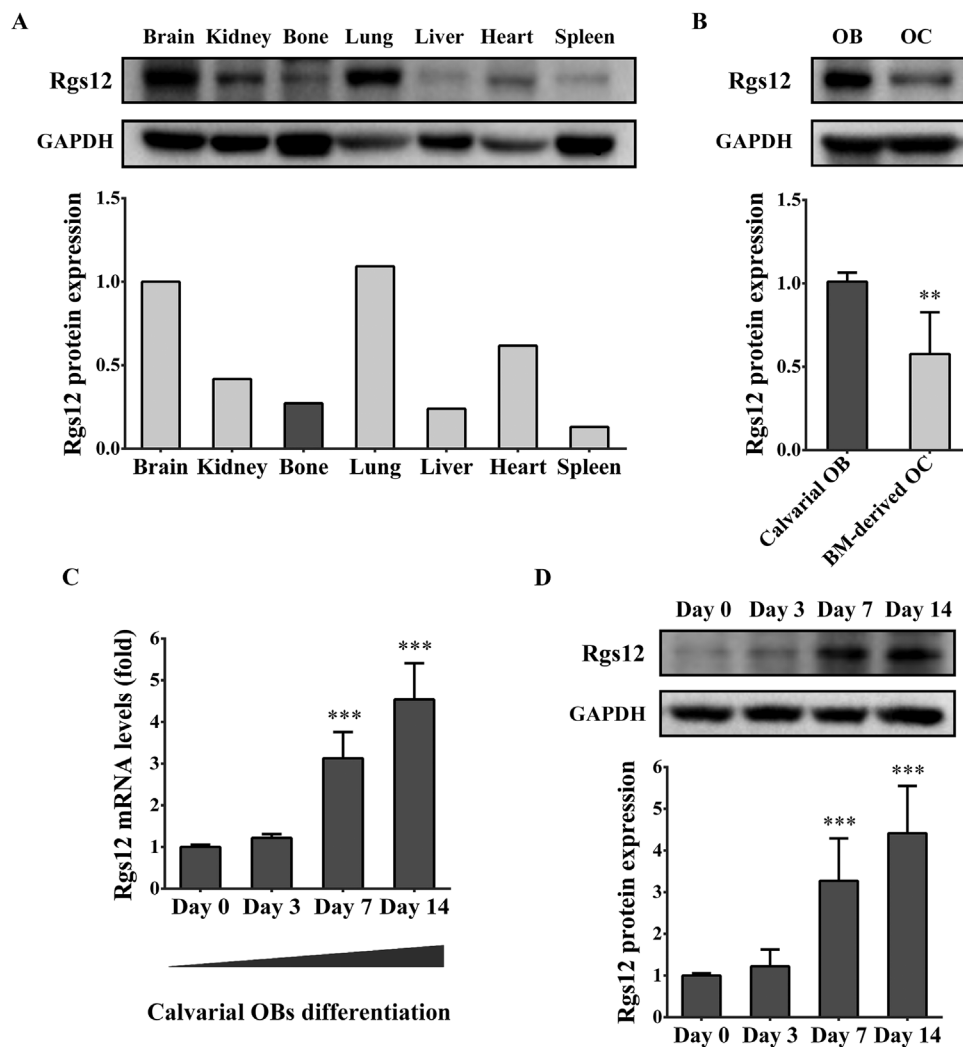 A
Brain Kidney Bone Lung Liver Heart Spleen
Rgs12
GAPDH
Rgs12 protein expression
1.5
1.0
0.5
0.0
Brain Kidney Bone Lung Liver Heart Spleen
B
OB OC
Rgs12
GAPDH
Rgs12 protein expression
1.5
1.0
0.5
0.0
**
Calvarial OB
BM-derived OC
C
Rgs12 mRNA levels (fold)
6
5
4
3
2
1
0
***
***
Day 0 Day 3 Day 7 Day 14
Calvarial OBs differentiation
D
Day 0 Day 3 Day 7 Day 14
Rgs12
GAPDH
Rgs12 protein expression
6
5
4
3
2
1
0
***
***
Day 0 Day 3 Day 7 Day 14